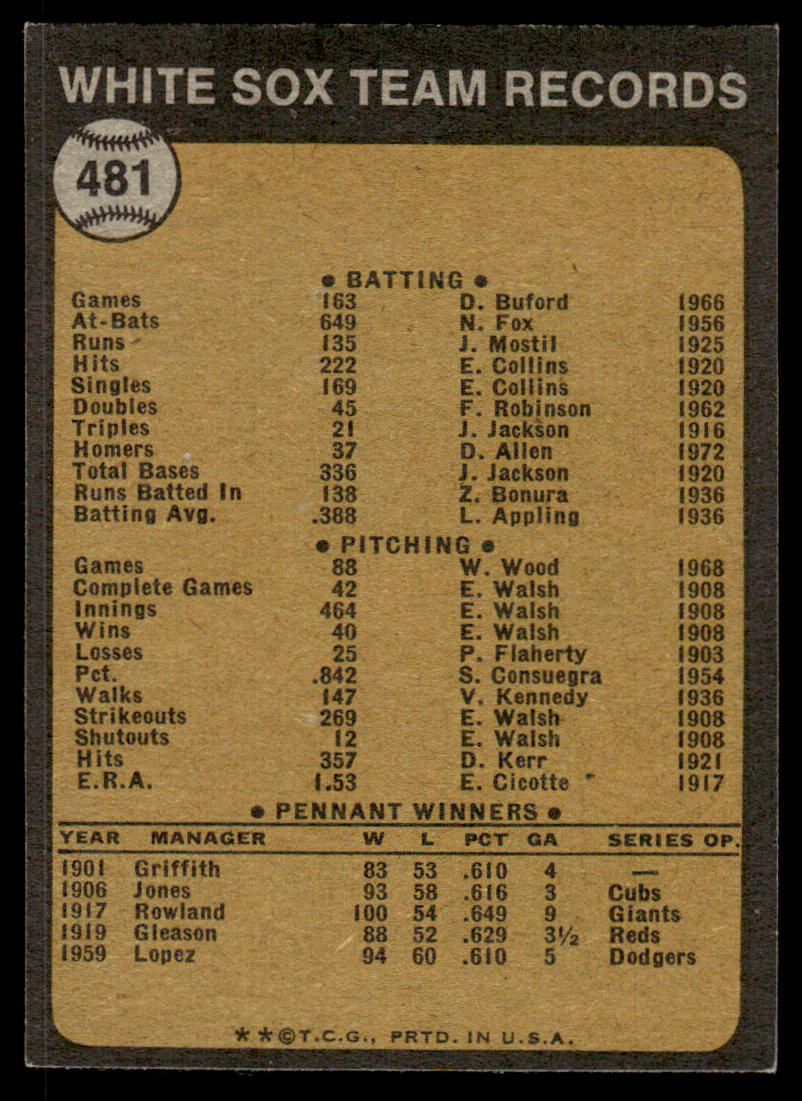 WHITE SOX TEAM RECORDS
481
• BATTING •
Games 163 D. Buford 1966
At-Bats 649 N. Fox 1956
Runs 135 J. Mostil 1925
Hits 222 E. Collins 1920
Singles 169 E. Collins 1920
Doubles 45 F. Robinson 1962
Triples 21 J. Jackson 1916
Homers 37 D. Allen 1972
Total Bases 336 J. Jackson 1920
Runs Batted In 138 Z. Bonura 1936
Batting Avg. .388 L. Appling 1936
• PITCHING •
Games 88 W. Wood 1968
Complete Games 42 E. Walsh 1908
Innings 464 E. Walsh 1908
Wins 40 E. Walsh 1908
Losses 25 P. Flaherty 1903
Pct. .842 S. Consuegra 1954
Walks 147 V. Kennedy 1936
Strikeouts 269 E. Walsh 1908
Shutouts 12 E. Walsh 1908
Hits 357 D. Kerr 1921
E.R.A. 1.53 E. Cicotte 1917
• PENNANT WINNERS •
YEAR MANAGER W L PCT GA SERIES OP.
1901 Griffith 83 53 .610 4 —
1906 Jones 93 58 .616 3 Cubs
1917 Rowland 100 54 .649 9 Giants
1919 Gleason 88 52 .629 3½ Reds
1959 Lopez 94 60 .610 5 Dodgers
**©T.C.G., PRTD. IN U.S.A.